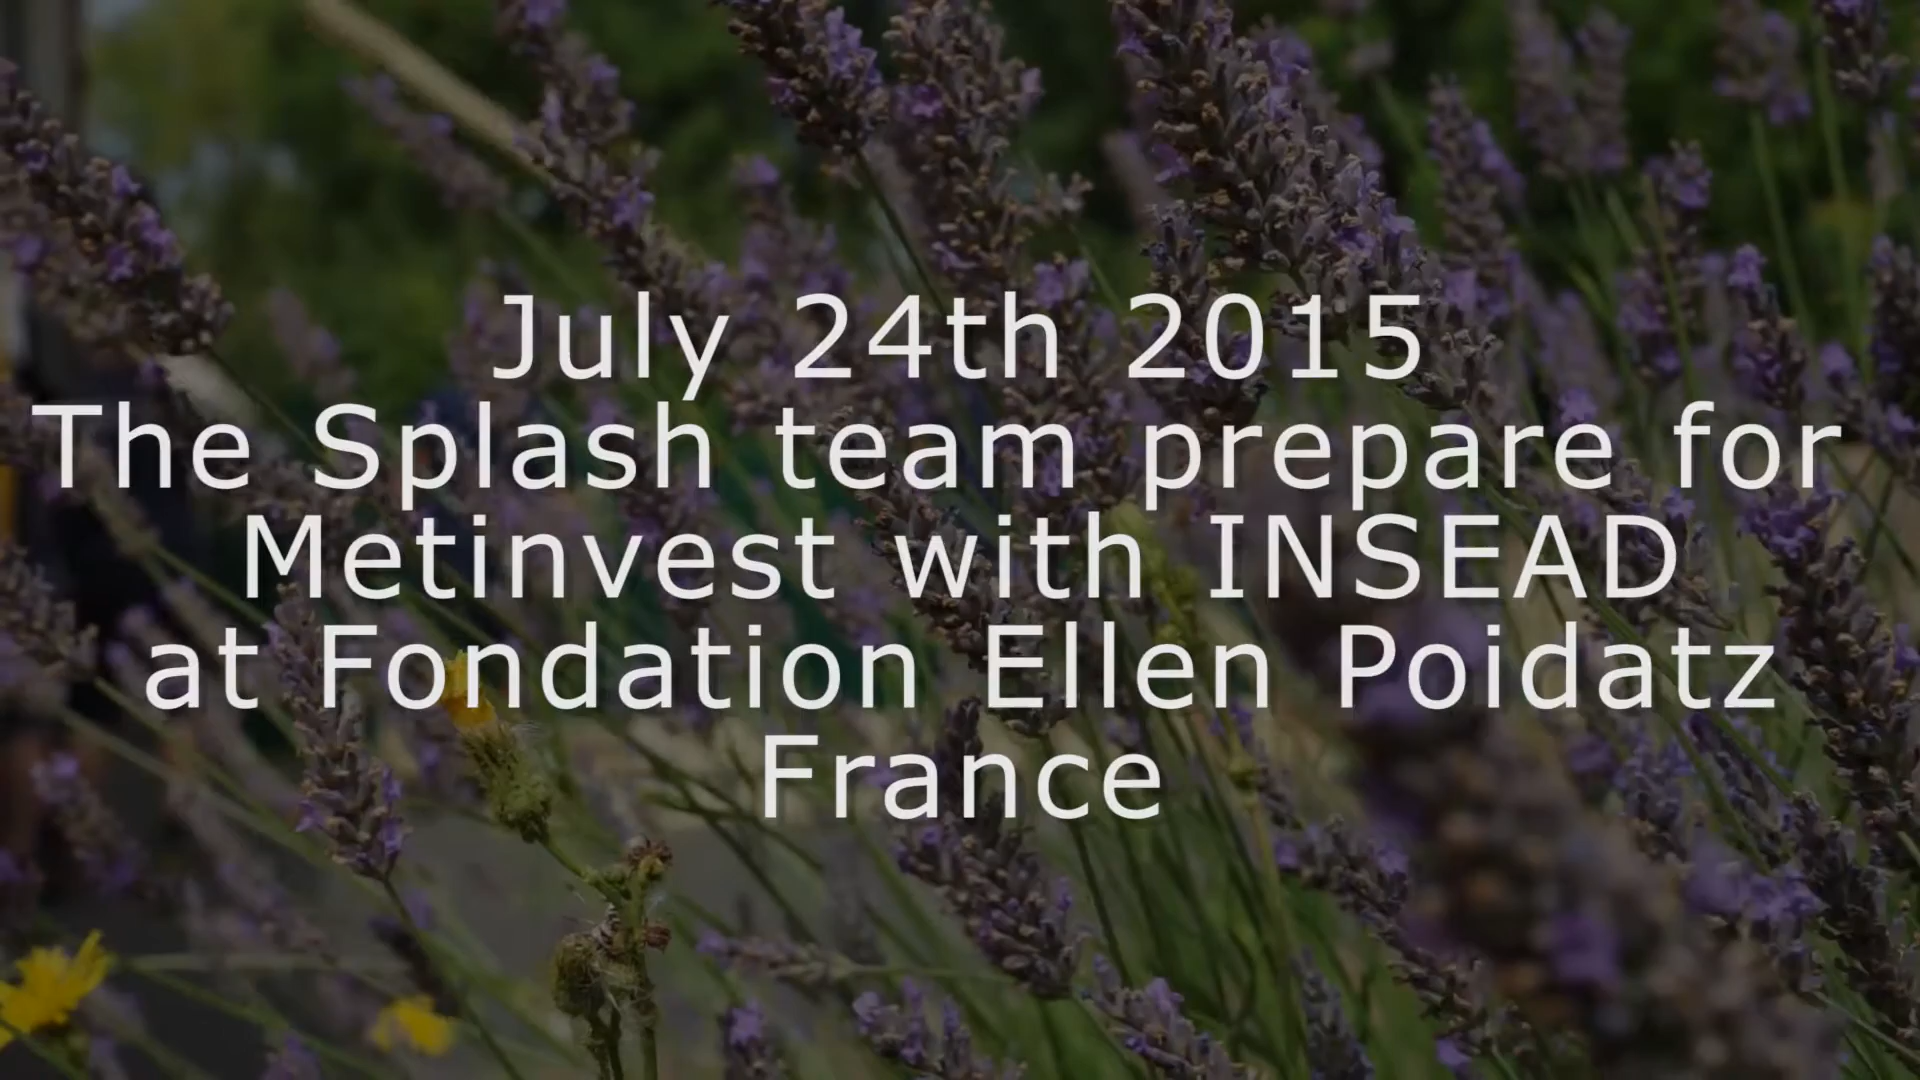 July 24th 2015
The Splash team prepare for
Metinvest with INSEAD
at Fondation Ellen Poidatz
France